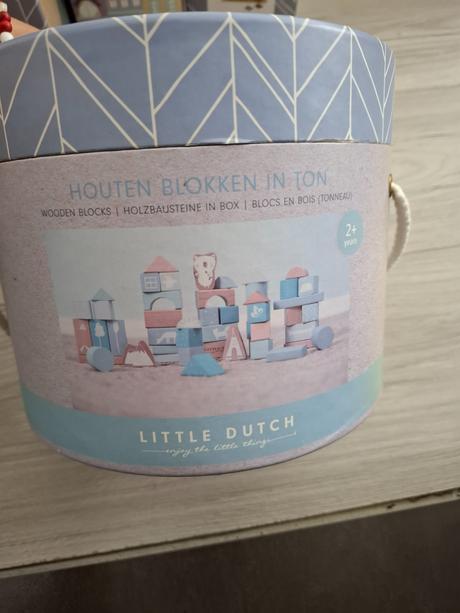 HOUTEN BLOKKEN IN TON
WOODEN BLOCKS | HOLZBAUSTEINE IN BOX | BLOCS EN BOIS (TONNEAU)
2+
years
LITTLE DUTCH
enjoy the little things